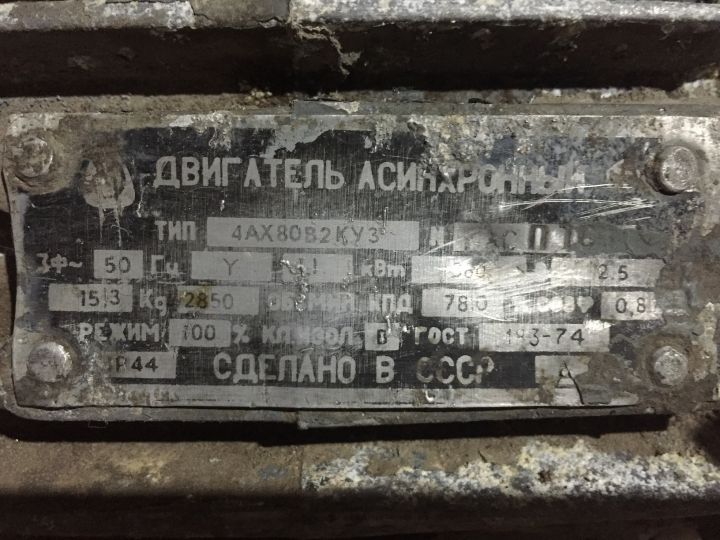 ДВИГАТЕЛЬ АСИНХРОННЫЙ
ТИП 4АХ80В2КУ3 N
3Ф~ 50 Гц Y кВт 2.5
15,3 Kg 2850 ОБ/МИН КПД 78,0 0,8
РЕЖИМ 100 % КЛ.ИЗОЛ. В ГОСТ 183-74
IP44 СДЕЛАНО В СССР